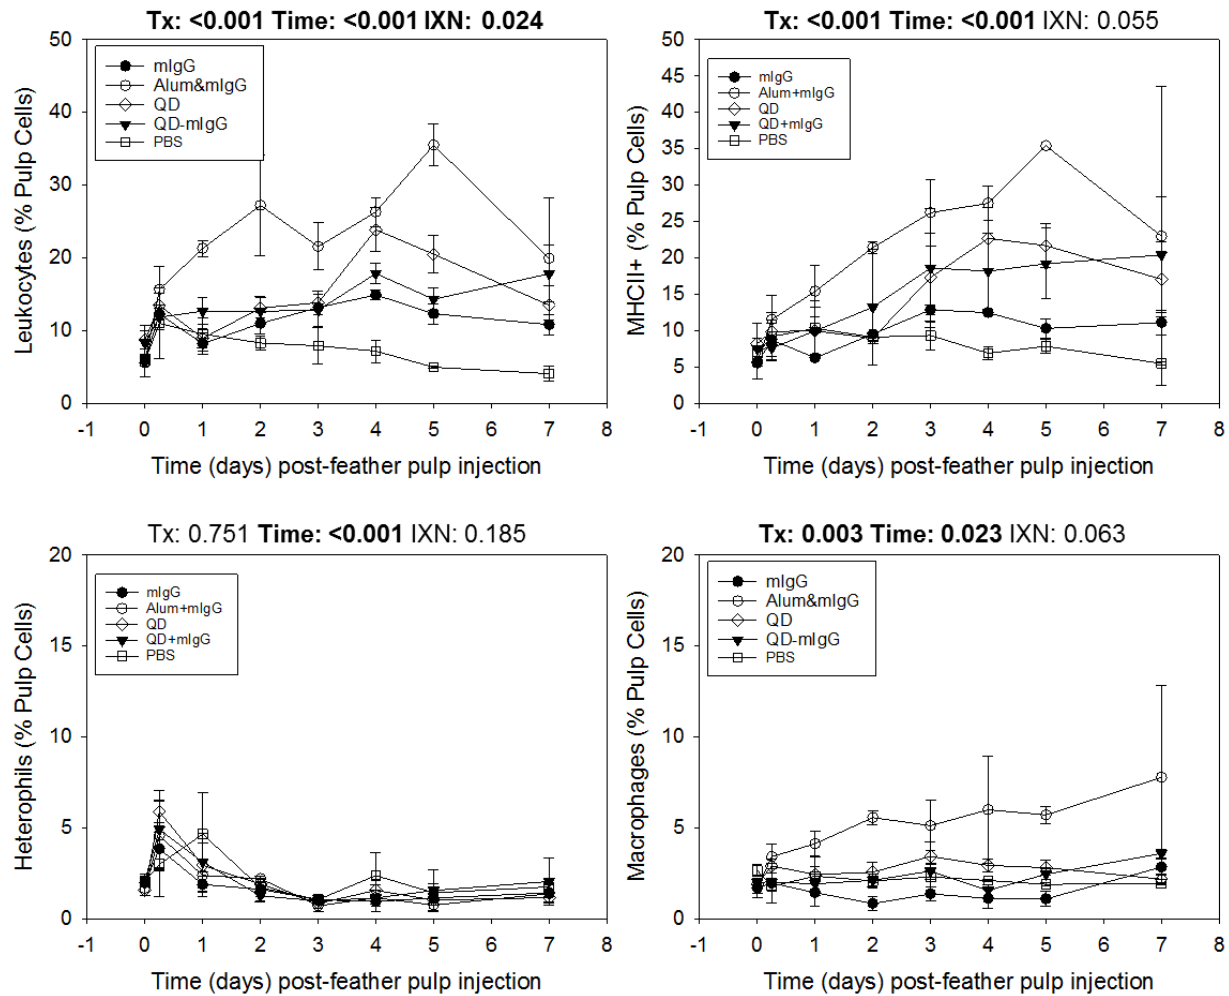 Tx: <0.001 Time: <0.001 IXN: 0.024
50
40
30
20
10
0
Leukocytes (% Pulp Cells)
mIgG
Alum&mIgG
QD
QD-mIgG
PBS
-1 0 1 2 3 4 5 6 7 8
Time (days) post-feather pulp injection
Tx: <0.001 Time: <0.001 IXN: 0.055
50
45
40
35
30
25
20
15
10
5
0
MHCII+ (% Pulp Cells)
mIgG
Alum+mIgG
QD
QD+mIgG
PBS
-1 0 1 2 3 4 5 6 7 8
Time (days) post-feather pulp injection
Tx: 0.751 Time: <0.001 IXN: 0.185
20
15
10
5
0
Heterophils (% Pulp Cells)
mIgG
Alum+mIgG
QD
QD+mIgG
PBS
-1 0 1 2 3 4 5 6 7 8
Time (days) post-feather pulp injection
Tx: 0.003 Time: 0.023 IXN: 0.063
20
15
10
5
0
Macrophages (% Pulp Cells)
mIgG
Alum&mIgG
QD
QD-mIgG
PBS
-1 0 1 2 3 4 5 6 7 8
Time (days) post-feather pulp injection